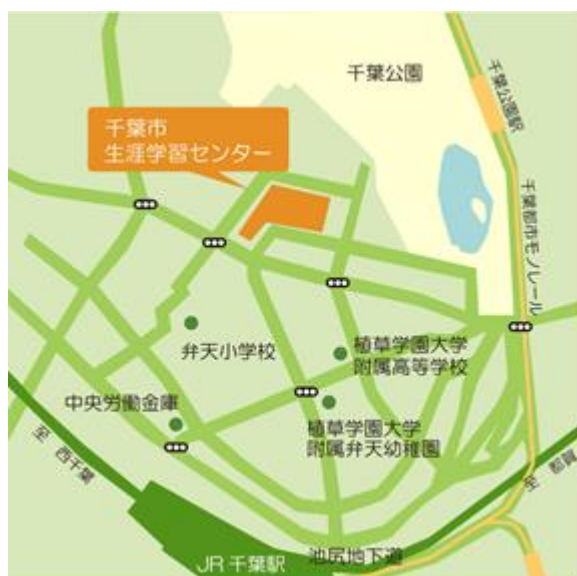 千葉公園
千葉公園駅
千葉市
生涯学習センター
千葉都市モノレール
弁天小学校
植草学園大学
附属高等学校
中央労働金庫
植草学園大学
附属弁天幼稚園
至 西千葉
至 都賀
池尻地下道
JR 千葉駅